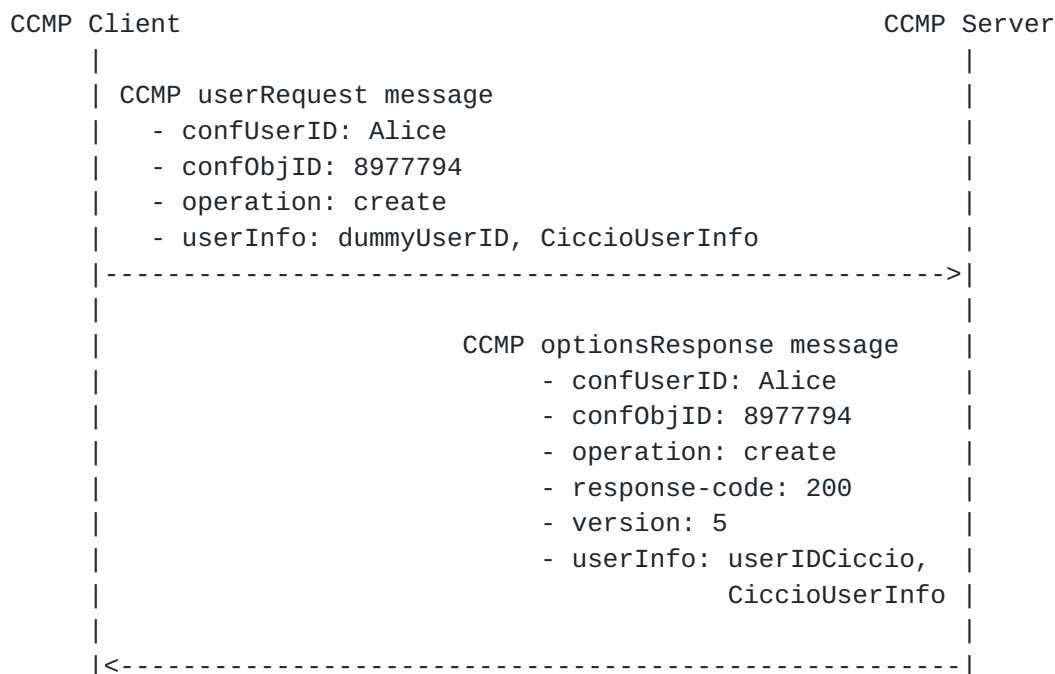 CCMP Client CCMP Server
CCMP userRequest message
- confUserID: Alice
- confObjID: 8977794
- operation: create
- userInfo: dummyUserID, CiccioUserInfo
CCMP optionsResponse message
- confUserID: Alice
- confObjID: 8977794
- operation: create
- response-code: 200
- version: 5
- userInfo: userIDCiccio,
CiccioUserInfo